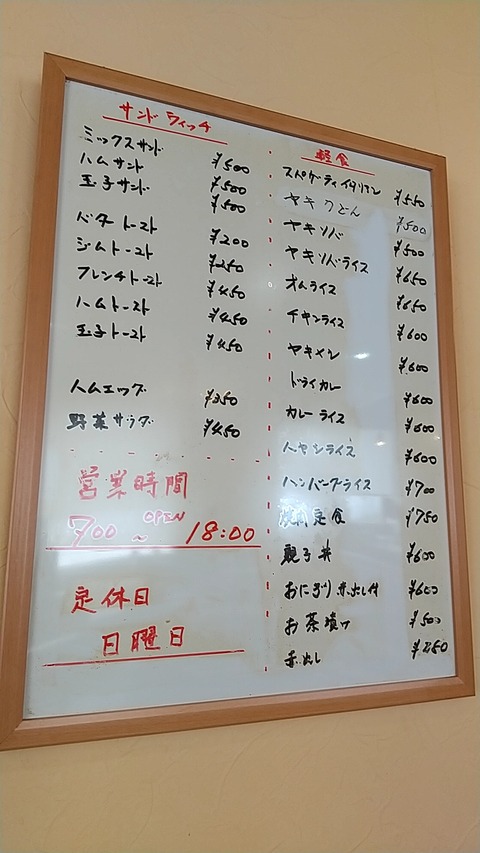 サンドウィッチ
ミックスサンド ¥500
ハムサンド ¥500
玉子サンド ¥500
バタートースト ¥200
ジャムトースト ¥250
フレンチトースト ¥450
ハムトースト ¥450
玉子トースト ¥450
ハムエッグ ¥350
野菜サラダ ¥450
営業時間
OPEN
700 ~ 18:00
定休日
日曜日
軽食
スパゲティイタリアン ¥550
ヤキウどん ¥500
ヤキソバ ¥500
ヤキソバライス ¥650
オムライス ¥650
チキンライス ¥600
ヤキメシ ¥600
ドライカレー ¥600
カレーライス ¥600
ハヤシライス ¥600
ハンバーグライス ¥700
焼肉定食 ¥750
親子丼 ¥600
おにぎり赤出し付 ¥600
お茶漬け ¥500
赤出し ¥250